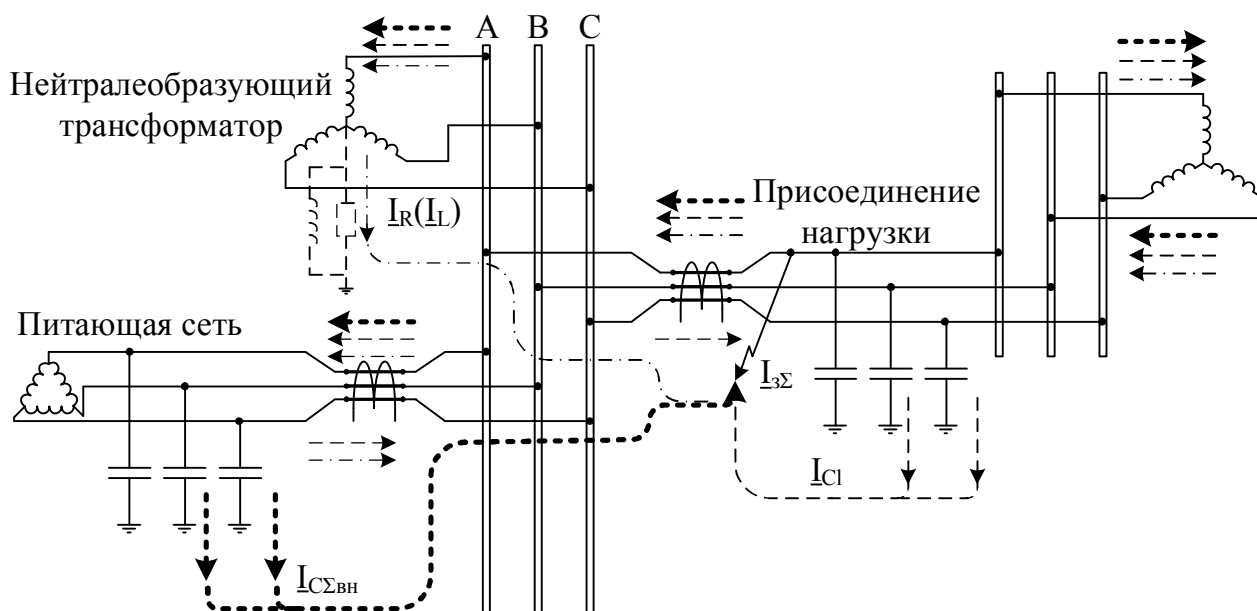 A B C
Нейтралеобразующий
трансформатор
I_R(I_L)
Присоединение
нагрузки
Питающая сеть
I_зΣ
I_Cl
I_CΣвн